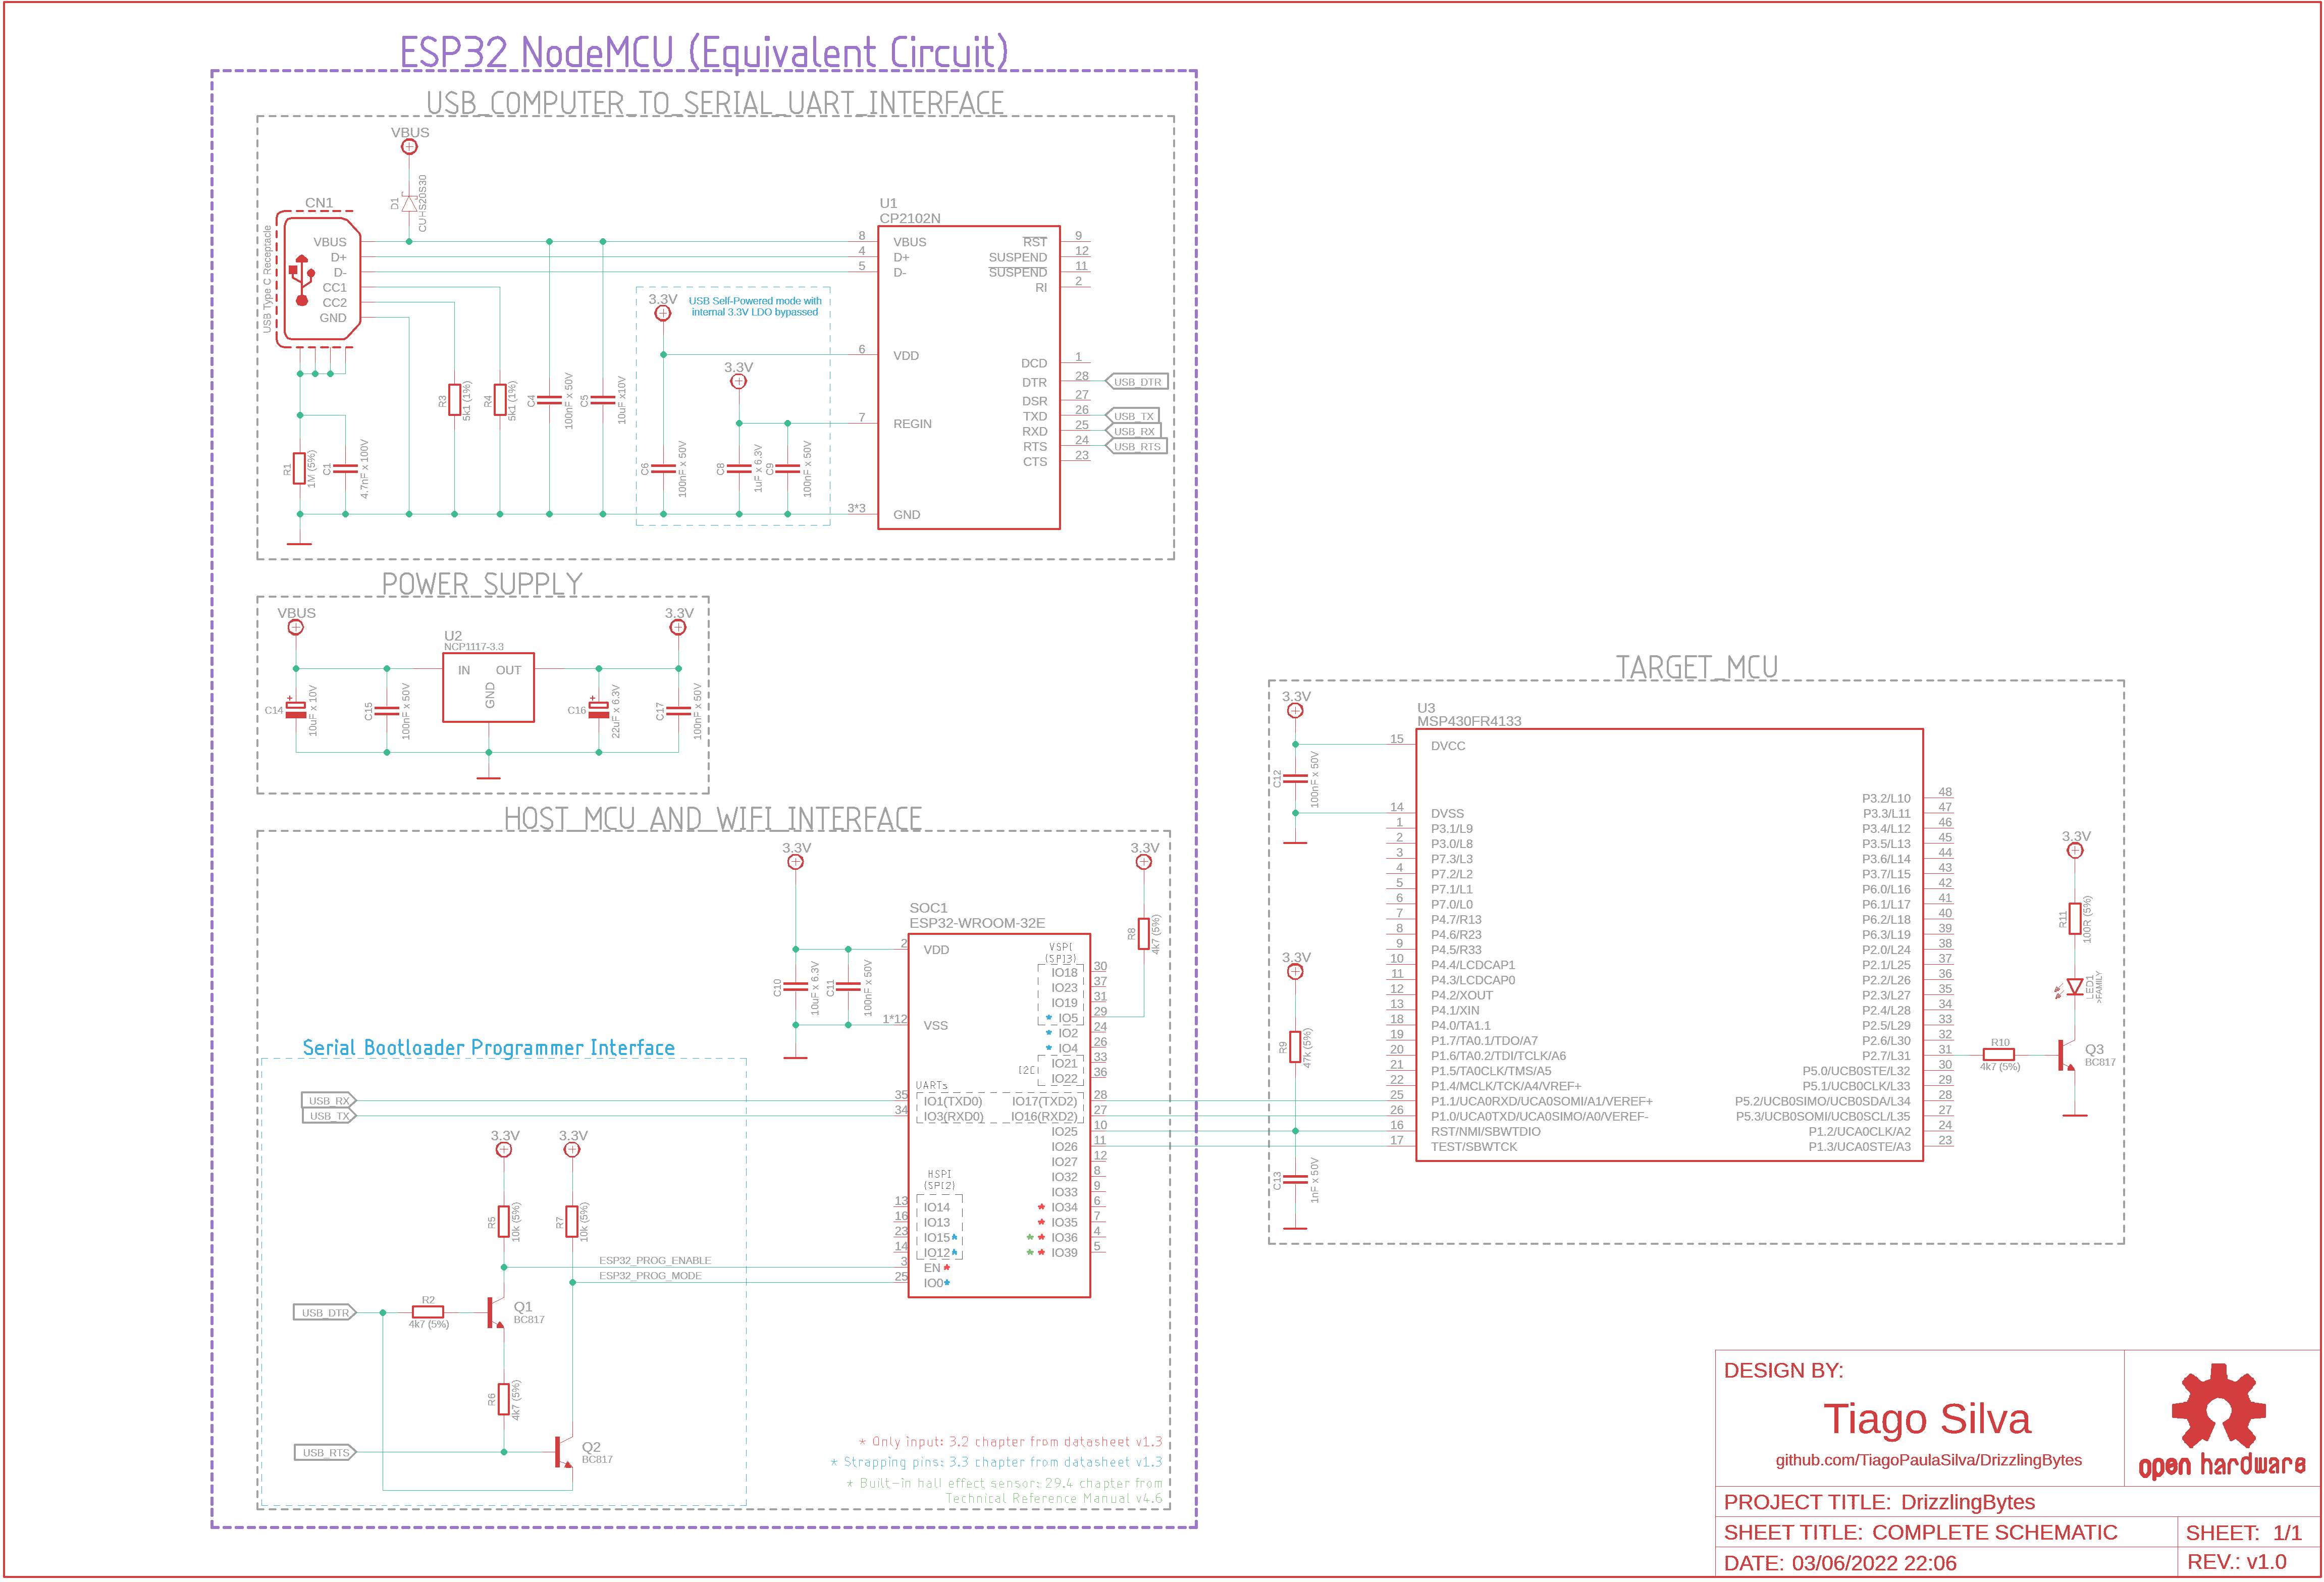 ESP32 NodeMCU (Equivalent Circuit)
USB_COMPUTER_TO_SERIAL_UART_INTERFACE
VBUS
D1
CUHS20S30
CN1
USB Type C Receptacle
VBUS
D+
D-
CC1
CC2
GND
R1
1M (5%)
C1
4.7nF x 100V
R3
5k1 (1%)
R4
5k1 (1%)
C4
100nF x 50V
C5
10uF x10V
3.3V
USB Self-Powered mode with
internal 3.3V LDO bypassed
3.3V
C6
100nF x 50V
C8
1uF x 6.3V
C9
100nF x 50V
U1
CP2102N
8 VBUS
4 D+
5 D-
6 VDD
7 REGIN
3*3 GND
RST 9
SUSPEND 12
SUSPEND 11
RI 2
DCD 1
DTR 28 USB_DTR
DSR 27
TXD 26 USB_TX
RXD 25 USB_RX
RTS 24 USB_RTS
CTS 23
POWER_SUPPLY
VBUS
3.3V
U2
NCP1117-3.3
IN OUT
GND
C14
10uF x 10V
C15
100nF x 50V
C16
22uF x 6.3V
C17
100nF x 50V
HOST_MCU_AND_WIFI_INTERFACE
3.3V
3.3V
R8
4k7 (5%)
C10
10uF x 6.3V
C11
100nF x 50V
SOC1
ESP32-WROOM-32E
2 VDD
1*12 VSS
VSPI
(SPI3)
IO18 30
IO23 37
IO19 31
* IO5 29
* IO2 24
* IO4 26
I2C
IO21 33
IO22 36
UARTs
35 IO1(TXD0) IO17(TXD2) 28
34 IO3(RXD0) IO16(RXD2) 27
IO25 10
IO26 11
IO27 12
IO32 8
IO33 9
* IO34 6
* IO35 7
* * IO36 4
* * IO39 5
HSPI
(SPI2)
13 IO14
16 IO13
23 IO15*
14 IO12*
3 EN *
25 IO0*
Serial Bootloader Programmer Interface
USB_RX
USB_TX
3.3V
3.3V
R5
10k (5%)
R7
10k (5%)
ESP32_PROG_ENABLE
ESP32_PROG_MODE
USB_DTR
R2
4k7 (5%)
Q1
BC817
R6
4k7 (5%)
USB_RTS
Q2
BC817
* Only input: 3.2 chapter from datasheet v1.3
* Strapping pins: 3.3 chapter from datasheet v1.3
* Built-in hall effect sensor: 29.4 chapter from
Technical Reference Manual v4.6
TARGET_MCU
3.3V
C12
100nF x 50V
3.3V
R9
47k (5%)
C13
1nF x 50V
U3
MSP430FR4133
15 DVCC
14 DVSS
1 P3.1/L9
2 P3.0/L8
3 P7.3/L3
4 P7.2/L2
5 P7.1/L1
6 P7.0/L0
7 P4.7/R13
8 P4.6/R23
9 P4.5/R33
10 P4.4/LCDCAP1
11 P4.3/LCDCAP0
12 P4.2/XOUT
13 P4.1/XIN
18 P4.0/TA1.1
19 P1.7/TA0.1/TDO/A7
20 P1.6/TA0.2/TDI/TCLK/A6
21 P1.5/TA0CLK/TMS/A5
22 P1.4/MCLK/TCK/A4/VREF+
25 P1.1/UCA0RXD/UCA0SOMI/A1/VEREF+
26 P1.0/UCA0TXD/UCA0SIMO/A0/VEREF-
16 RST/NMI/SBWTDIO
17 TEST/SBWTCK
P3.2/L10 48
P3.3/L11 47
P3.4/L12 46
P3.5/L13 45
P3.6/L14 44
P3.7/L15 43
P6.0/L16 42
P6.1/L17 41
P6.2/L18 40
P6.3/L19 39
P2.0/L24 38
P2.1/L25 37
P2.2/L26 36
P2.3/L27 35
P2.4/L28 34
P2.5/L29 33
P2.6/L30 32
P2.7/L31 31
P5.0/UCB0STE/L32 30
P5.1/UCB0CLK/L33 29
P5.2/UCB0SIMO/UCB0SDA/L34 28
P5.3/UCB0SOMI/UCB0SCL/L35 27
P1.2/UCA0CLK/A2 24
P1.3/UCA0STE/A3 23
3.3V
R11
100R (5%)
LED1
>FAMILY
R10
4k7 (5%)
Q3
BC817
DESIGN BY:
Tiago Silva
github.com/TiagoPaulaSilva/DrizzlingBytes
open hardware
PROJECT TITLE: DrizzlingBytes
SHEET TITLE: COMPLETE SCHEMATIC
SHEET: 1/1
DATE: 03/06/2022 22:06
REV.: v1.0